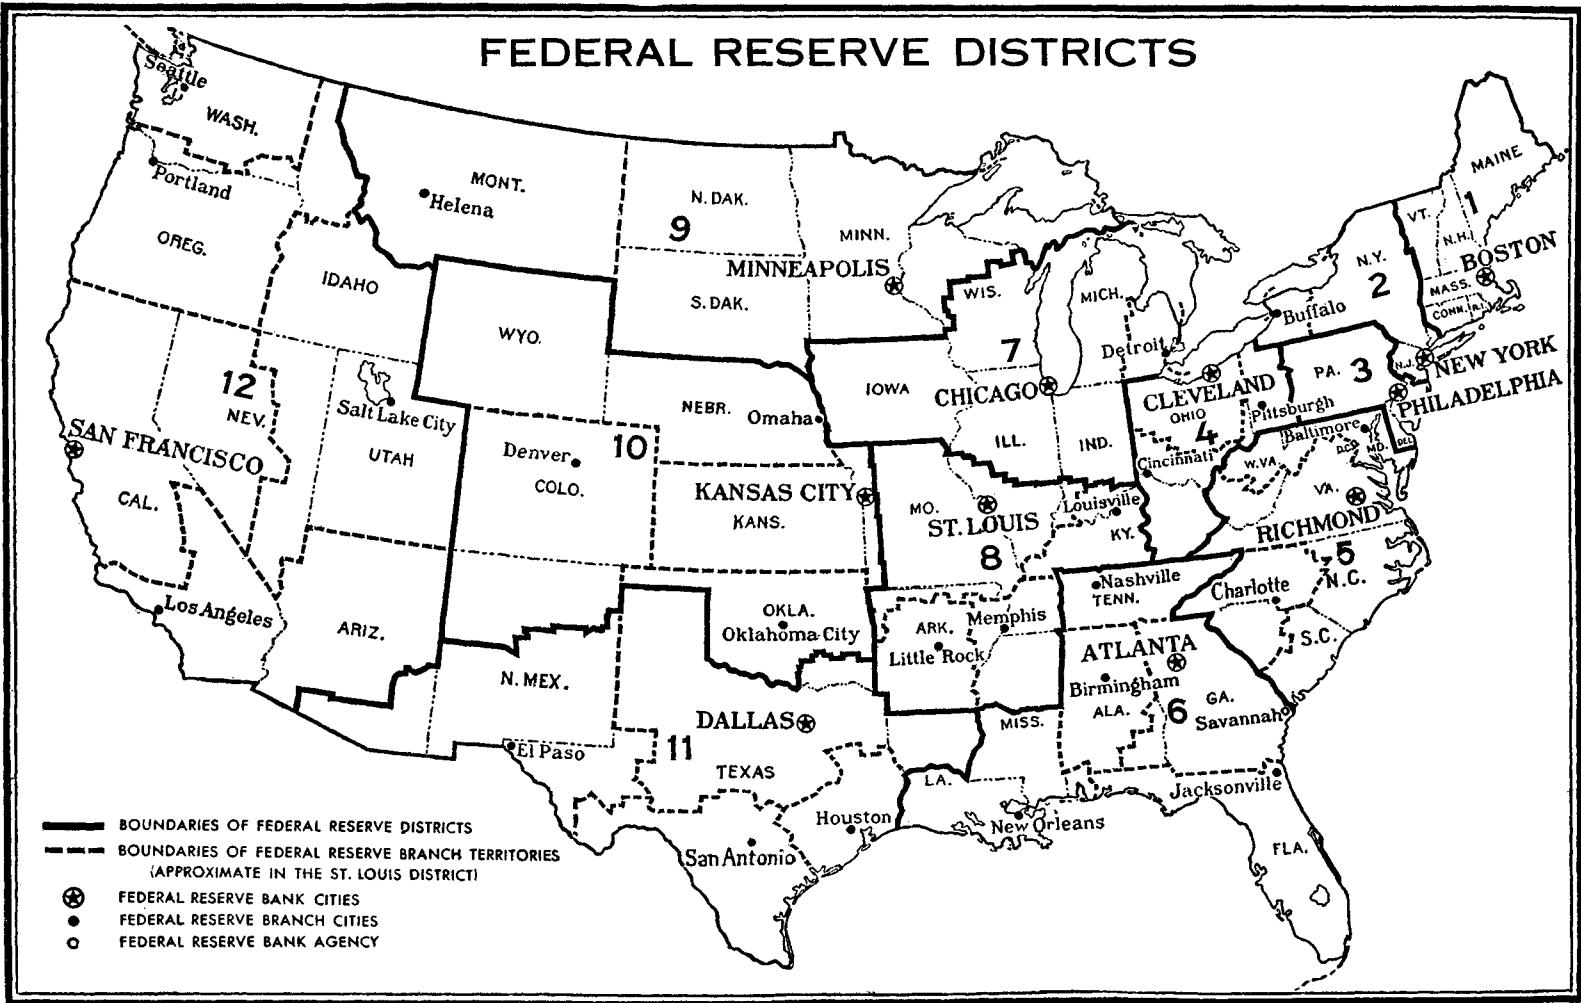 FEDERAL RESERVE DISTRICTS
Seattle
WASH.
Portland
OREG.
IDAHO
MONT.
Helena
N. DAK.
9
S. DAK.
MINN.
MINNEAPOLIS
WIS.
MICH.
7
Detroit
CHICAGO
IOWA
ILL.
IND.
WYO.
NEBR.
Omaha
12
NEV.
SAN FRANCISCO
CAL.
Salt Lake City
UTAH
Los Angeles
ARIZ.
10
Denver
COLO.
KANSAS CITY
KANS.
OKLA.
Oklahoma City
N. MEX.
El Paso
DALLAS
11
TEXAS
Houston
San Antonio
MO.
ST. LOUIS
8
Louisville
KY.
ARK.
Little Rock
Memphis
Nashville
TENN.
MISS.
LA.
New Orleans
ATLANTA
Birmingham
ALA.
6
GA.
Savannah
Jacksonville
FLA.
CLEVELAND
OHIO
4
Cincinnati
Pittsburgh
PA.
3
N.J.
PHILADELPHIA
NEW YORK
N.Y.
2
Buffalo
MAINE
VT.
1
N.H.
BOSTON
MASS.
CONN.
R.I.
Baltimore
D.C.
MD.
DEL.
W.VA.
VA.
RICHMOND
5
N.C.
Charlotte
S.C.
BOUNDARIES OF FEDERAL RESERVE DISTRICTS
BOUNDARIES OF FEDERAL RESERVE BRANCH TERRITORIES
(APPROXIMATE IN THE ST. LOUIS DISTRICT)
FEDERAL RESERVE BANK CITIES
FEDERAL RESERVE BRANCH CITIES
FEDERAL RESERVE BANK AGENCY